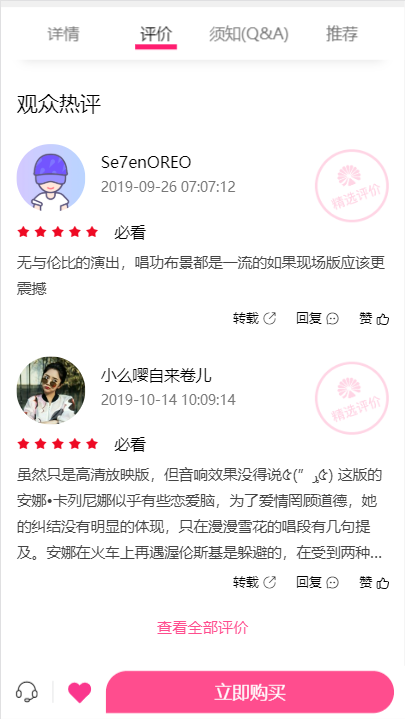 详情 评价 须知(Q&A) 推荐
观众热评
Se7enOREO
2019-09-26 07:07:12
精选评价
必看
无与伦比的演出，唱功布景都是一流的如果现场版应该更
震撼
转载 回复 赞
小么嘤自来卷儿
2019-10-14 10:09:14
精选评价
必看
虽然只是高清放映版，但音响效果没得说 这版的
安娜•卡列尼娜似乎有些恋爱脑，为了爱情罔顾道德，她
的纠结没有明显的体现，只在漫漫雪花的唱段有几句提
及。安娜在火车上再遇渥伦斯基是躲避的，在受到两种...
转载 回复 赞
查看全部评价
立即购买